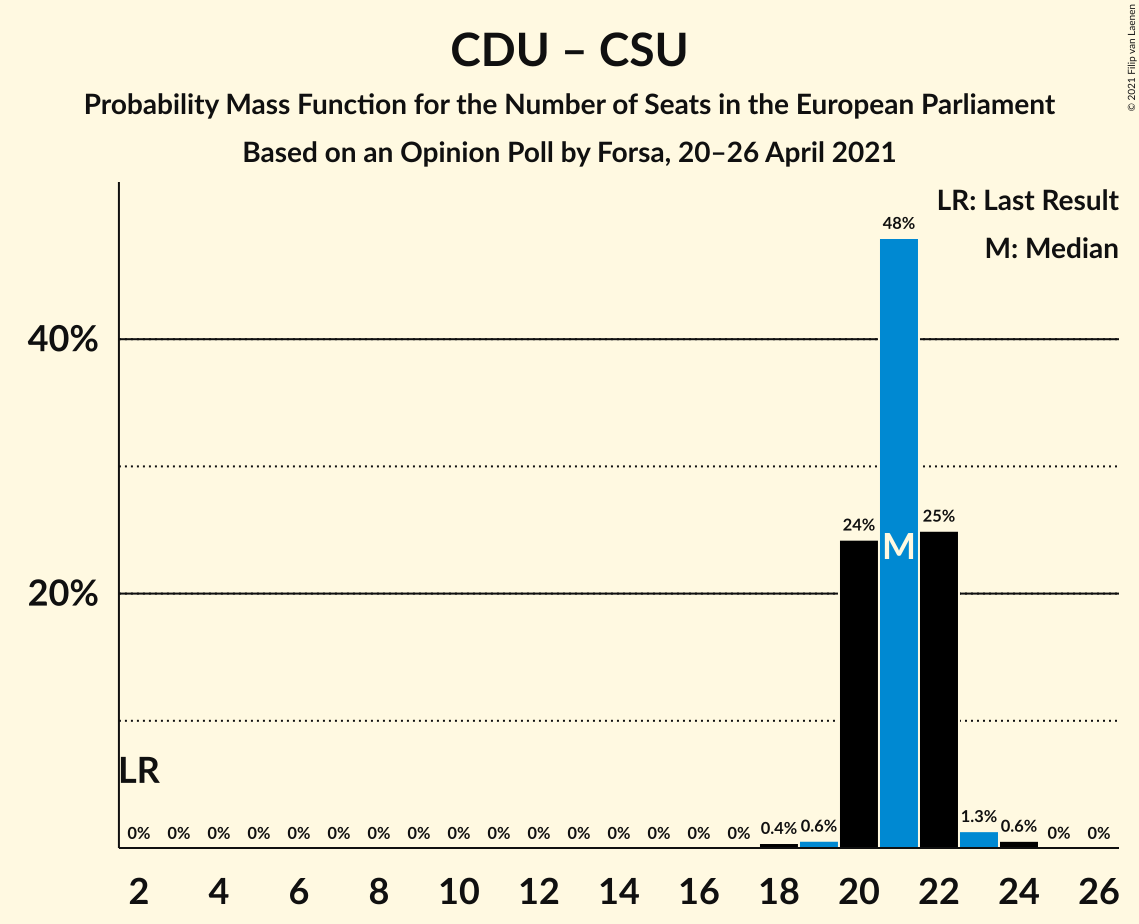 CDU – CSU
Probability Mass Function for the Number of Seats in the European Parliament
Based on an Opinion Poll by Forsa, 20–26 April 2021
© 2021 Filip van Laenen
LR: Last Result
M: Median
48%
40%
25%
24%
M
20%
LR
0% 0% 0% 0% 0% 0% 0% 0% 0% 0% 0% 0% 0% 0% 0% 0% 0.4% 0.6% 1.3% 0.6% 0% 0%
2 4 6 8 10 12 14 16 18 20 22 24 26